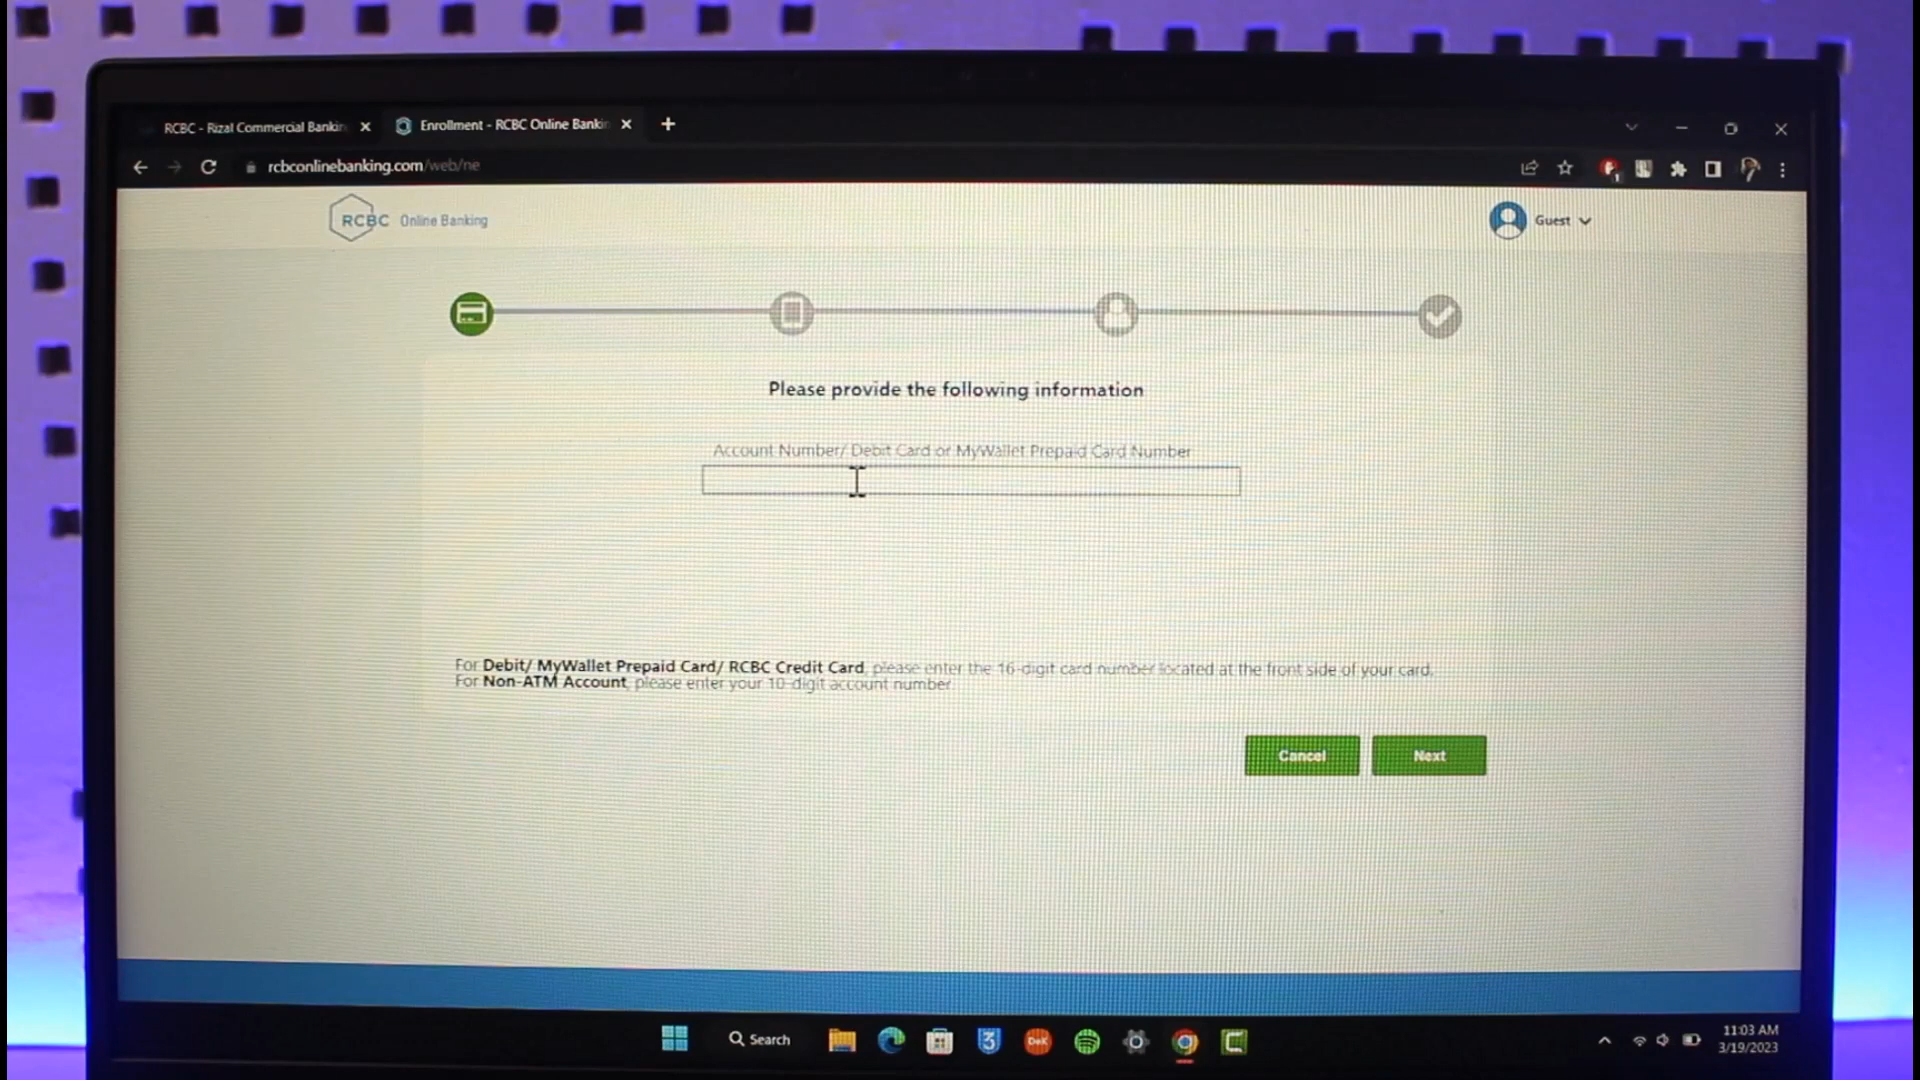 RCBC - Rizal Commercial Bankin
Enrollment - RCBC Online Bankin
rcbconlinebanking.com/web/ne
RCBC Online Banking
Guest
Please provide the following information
Account Number/ Debit Card or MyWallet Prepaid Card Number
For Debit/ MyWallet Prepaid Card/ RCBC Credit Card, please enter the 16-digit card number located at the front side of your card.
For Non-ATM Account, please enter your 10-digit account number.
Cancel
Next
Search
3
DeK
11:03 AM
3/19/2023